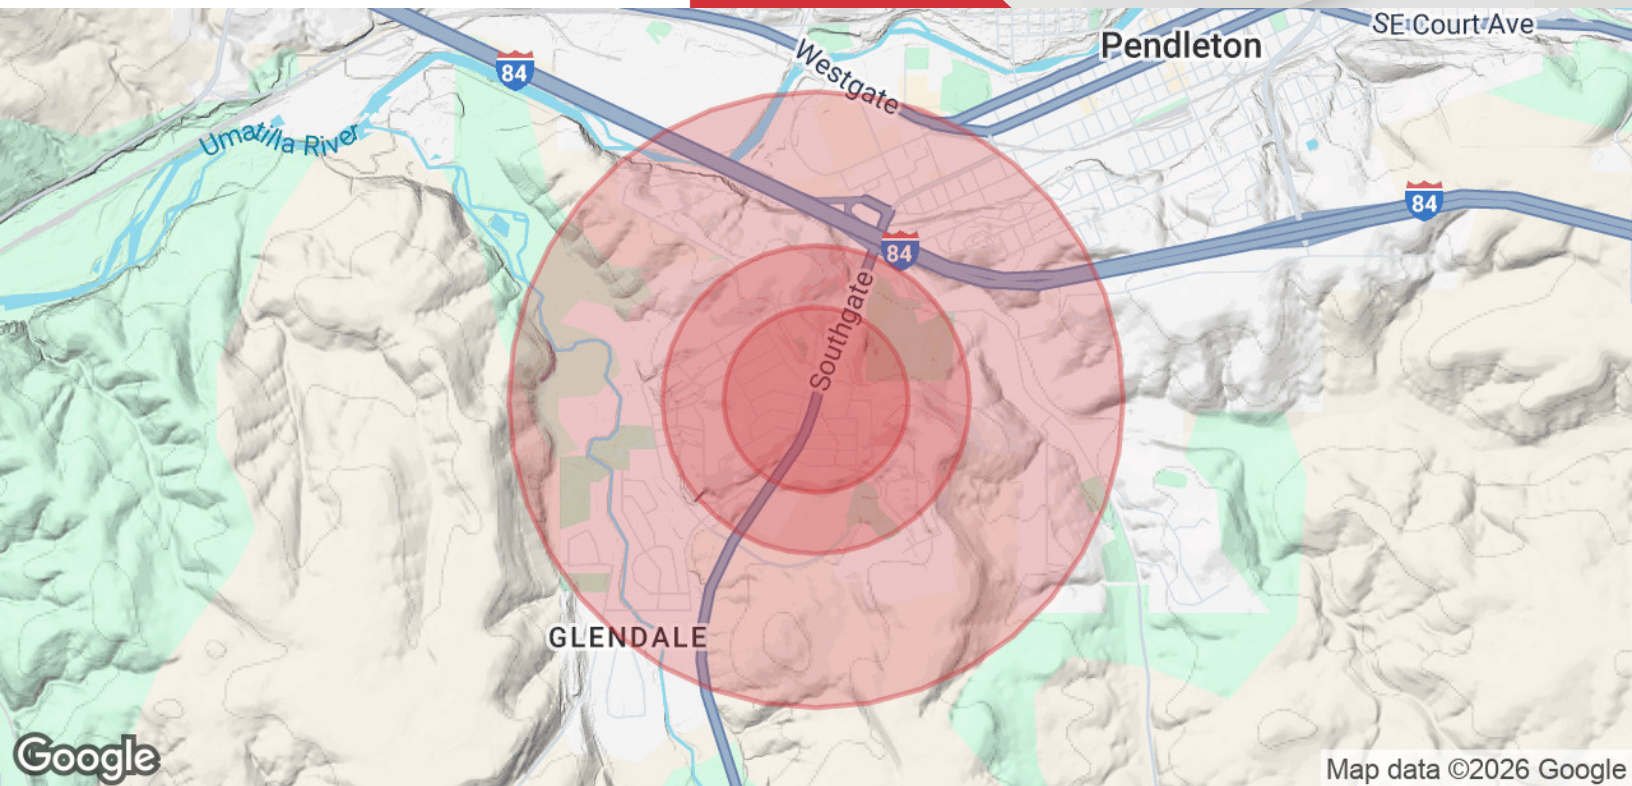 SE Court Ave
Pendleton
Westgate
84
Umatilla River
84
84
Southgate
GLENDALE
Google
Map data ©2026 Google